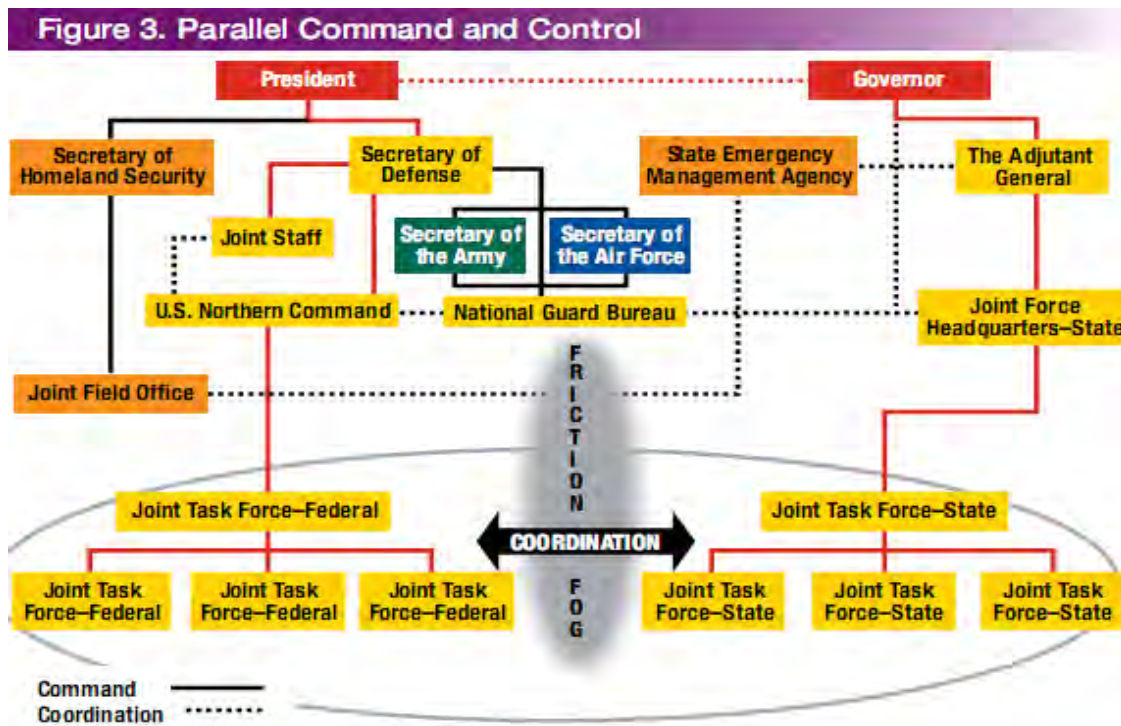 Figure 3. Parallel Command and Control
President
Governor
Secretary of
Homeland Security
Secretary of
Defense
State Emergency
Management Agency
The Adjutant
General
Joint Staff
Secretary of
the Army
Secretary of
the Air Force
U.S. Northern Command
National Guard Bureau
Joint Force
Headquarters–State
Joint Field Office
FRICTION
Joint Task Force–Federal
Joint Task Force–State
COORDINATION
FOG
Joint Task
Force–Federal
Joint Task
Force–Federal
Joint Task
Force–Federal
Joint Task
Force–State
Joint Task
Force–State
Joint Task
Force–State
Command
Coordination